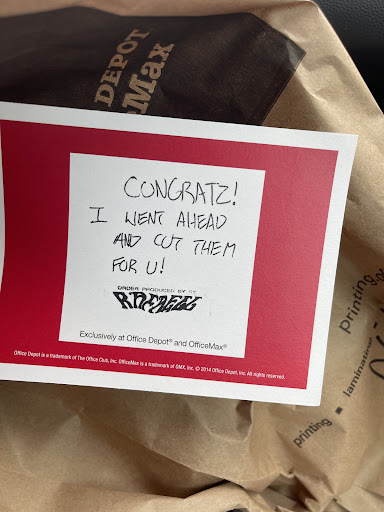 DEPOT
Max
CONGRATZ!
I WENT AHEAD
AND CUT THEM
FOR U!
ORDER PRODUCED BY
Exclusively at Office Depot® and OfficeMax®
Office Depot is a trademark of The Office Club, Inc. OfficeMax is a trademark of OMX, Inc. © 2014 Office Depot, Inc. All rights reserved.
printing
laminating
printing